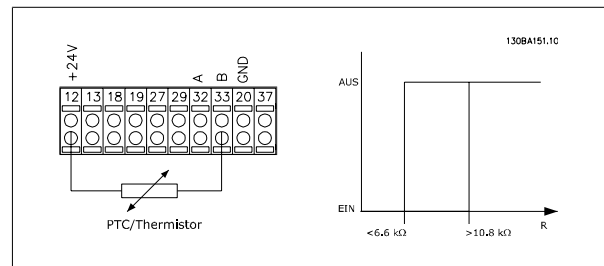 130BA151.10
+24V
A
B
GND
12 13 18 19 27 29 32 33 20 37
PTC/Thermistor
AUS
EIN
<6.6 kΩ
>10.8 kΩ
R